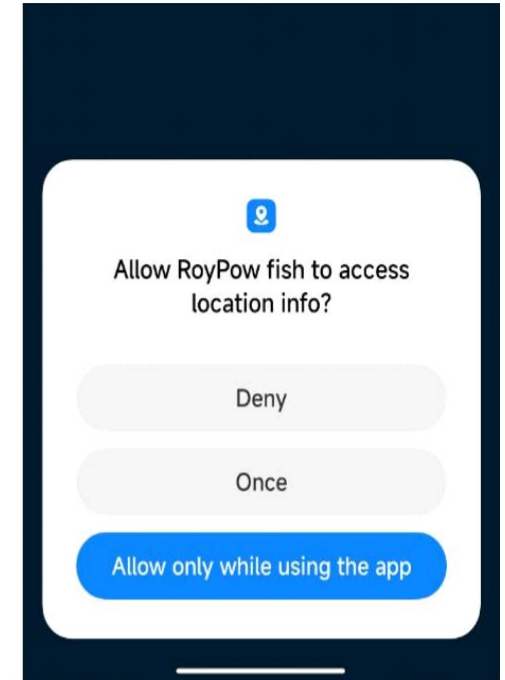 Allow RoyPow fish to access
location info?
Deny
Once
Allow only while using the app